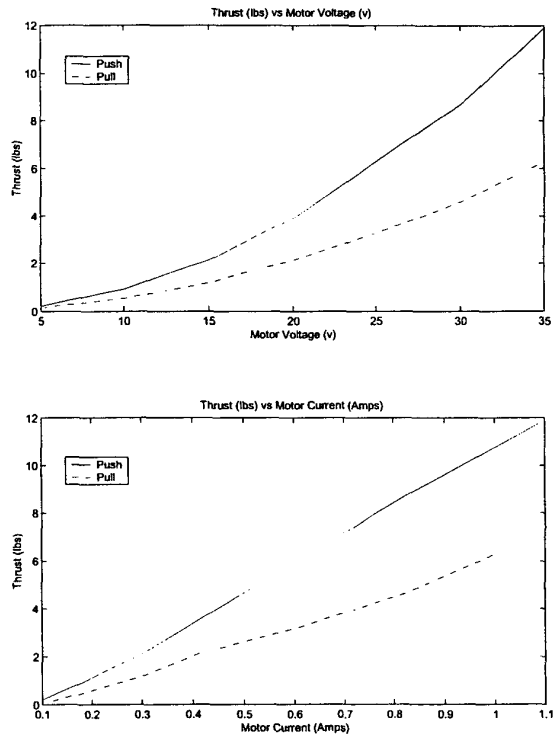 Thrust (lbs) vs Motor Voltage (v)
12
10
8
6
4
2
0
Thrust (lbs)
Push
Pull
5 10 15 20 25 30 35
Motor Voltage (v)
Thrust (lbs) vs Motor Current (Amps)
12
10
8
6
4
2
0
Thrust (lbs)
Push
Pull
0.1 0.2 0.3 0.4 0.5 0.6 0.7 0.8 0.9 1 1.1
Motor Current (Amps)